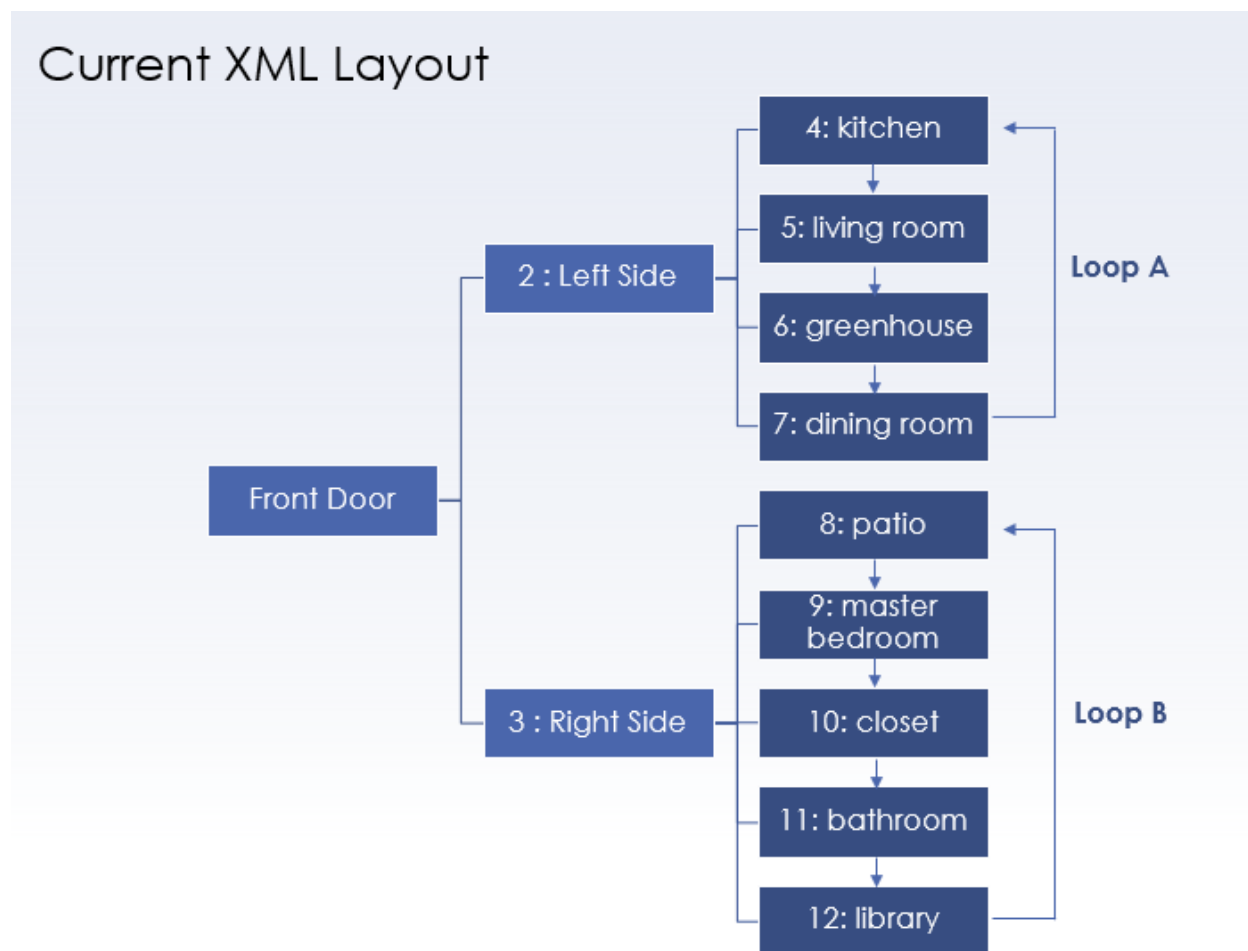 Current XML Layout
4: kitchen
5: living room
2 : Left Side
Loop A
6: greenhouse
7: dining room
Front Door
8: patio
9: master
bedroom
3 : Right Side
10: closet
Loop B
11: bathroom
12: library